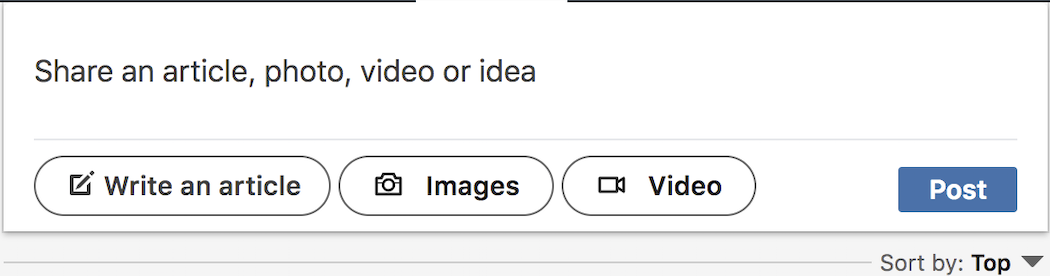 Share an article, photo, video or idea
Write an article Images Video Post
Sort by: Top